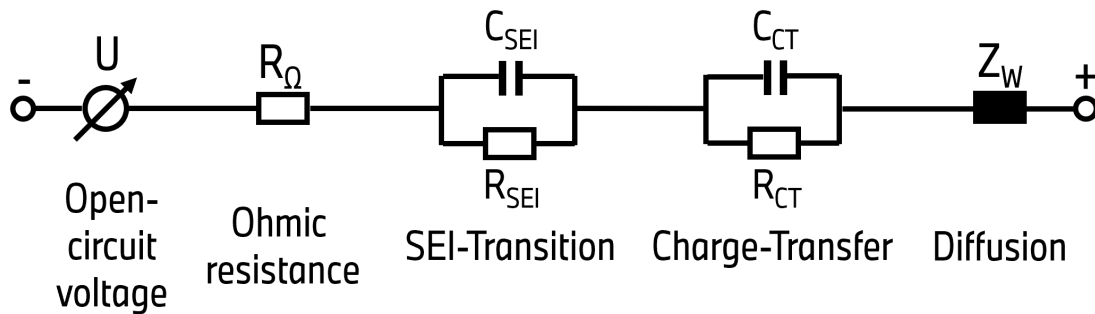 -
U
R_Ω
C_SEI
R_SEI
C_CT
R_CT
Z_W
+
Open-
circuit
voltage
Ohmic
resistance
SEI-Transition
Charge-Transfer
Diffusion